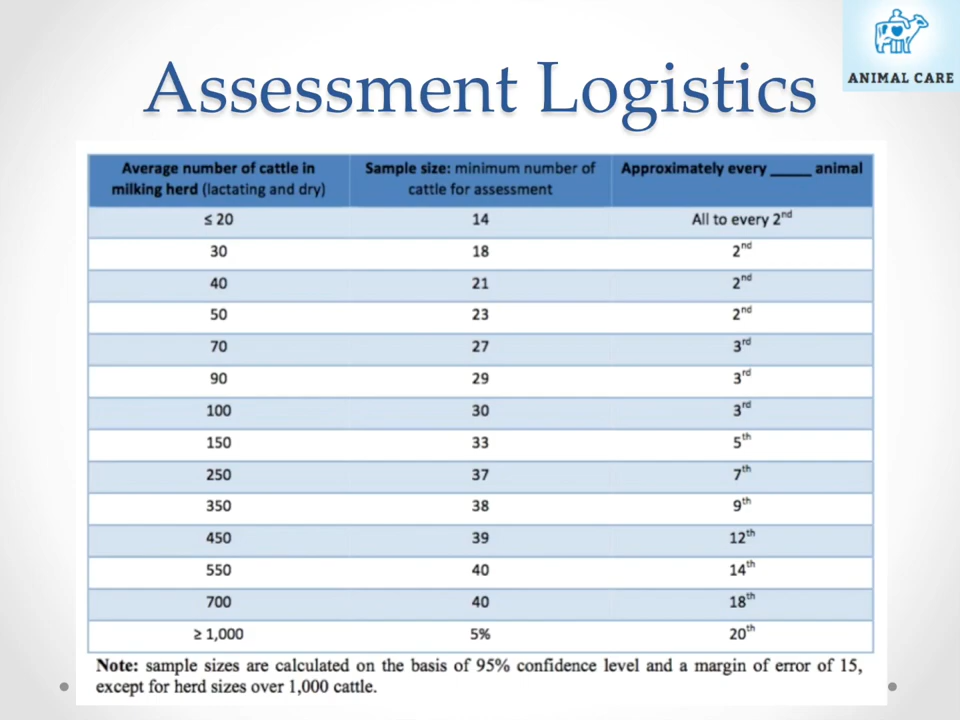 ANIMAL CARE
Assessment Logistics
Average number of cattle in milking herd (lactating and dry) Sample size: minimum number of cattle for assessment Approximately every _____ animal
≤ 20 14 All to every 2nd
30 18 2nd
40 21 2nd
50 23 2nd
70 27 3rd
90 29 3rd
100 30 3rd
150 33 5th
250 37 7th
350 38 9th
450 39 12th
550 40 14th
700 40 18th
≥ 1,000 5% 20th
Note: sample sizes are calculated on the basis of 95% confidence level and a margin of error of 15,
except for herd sizes over 1,000 cattle.